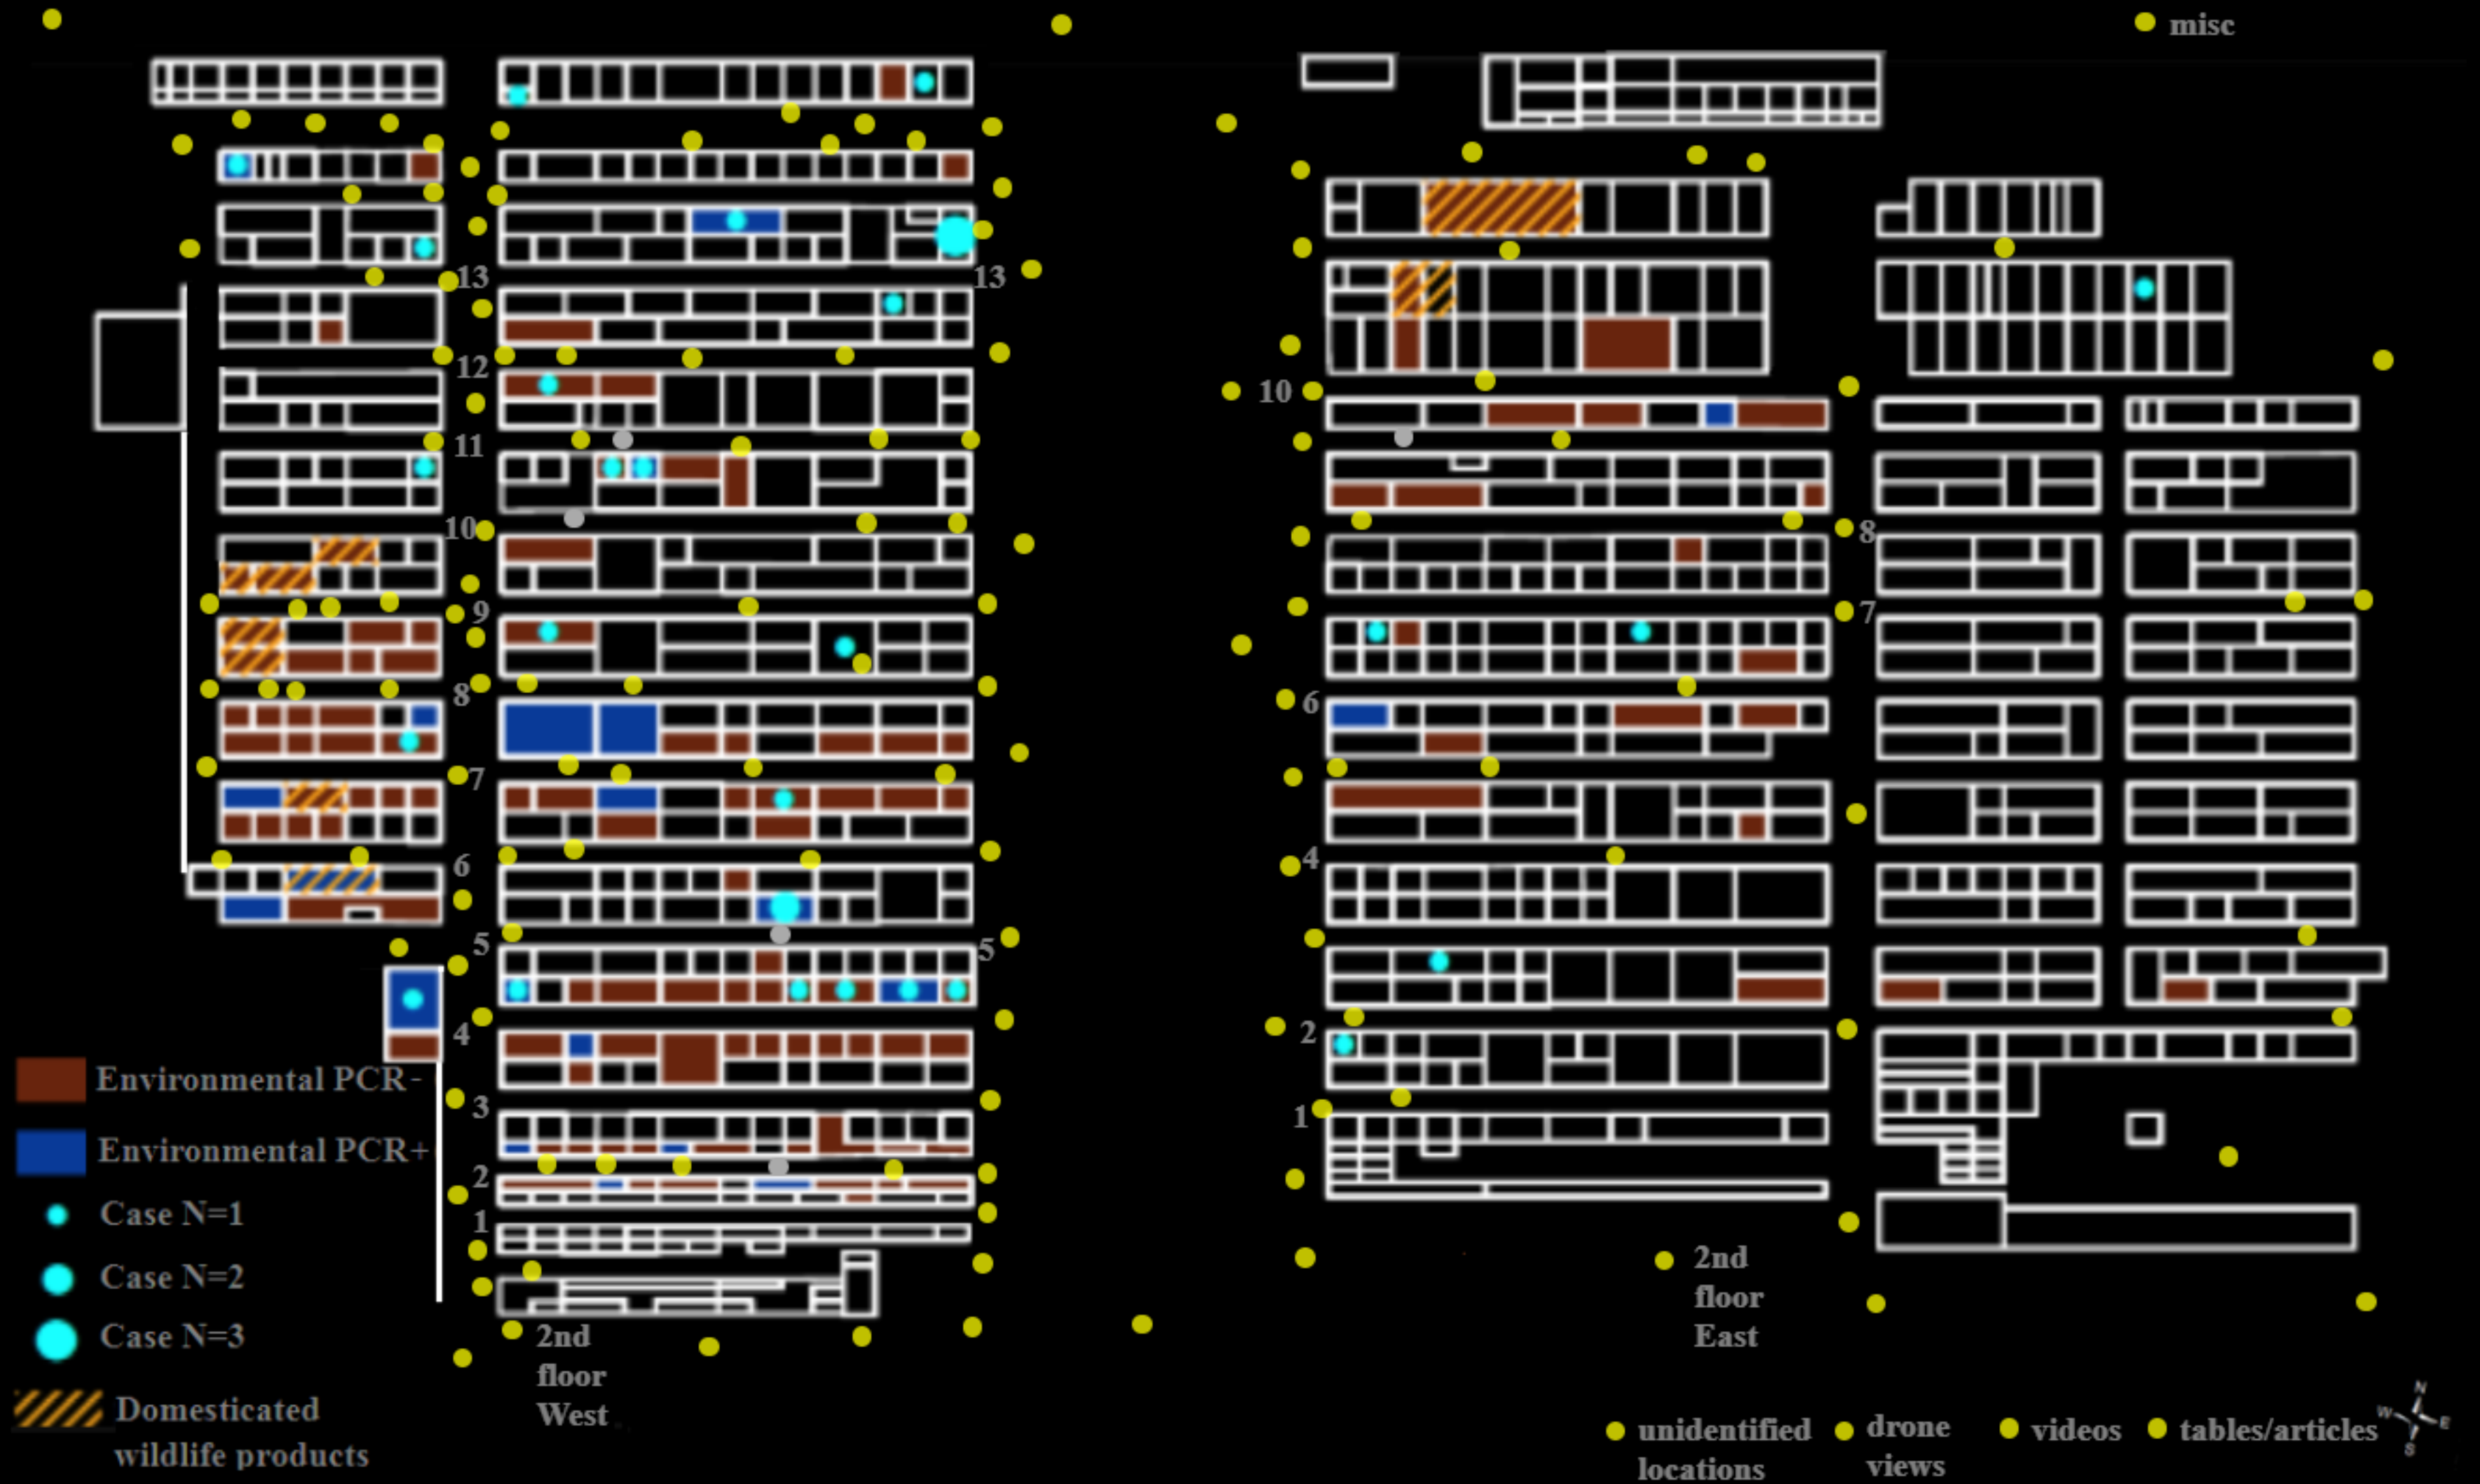 misc
13
13
12
10
11
10
8
9
7
8
6
7
6
4
5
5
4
2
3
1
2
1
Environmental PCR-
Environmental PCR+
Case N=1
Case N=2
Case N=3
Domesticated
wildlife products
2nd
floor
West
2nd
floor
East
unidentified
locations
drone
views
videos
tables/articles
N
W
E
S